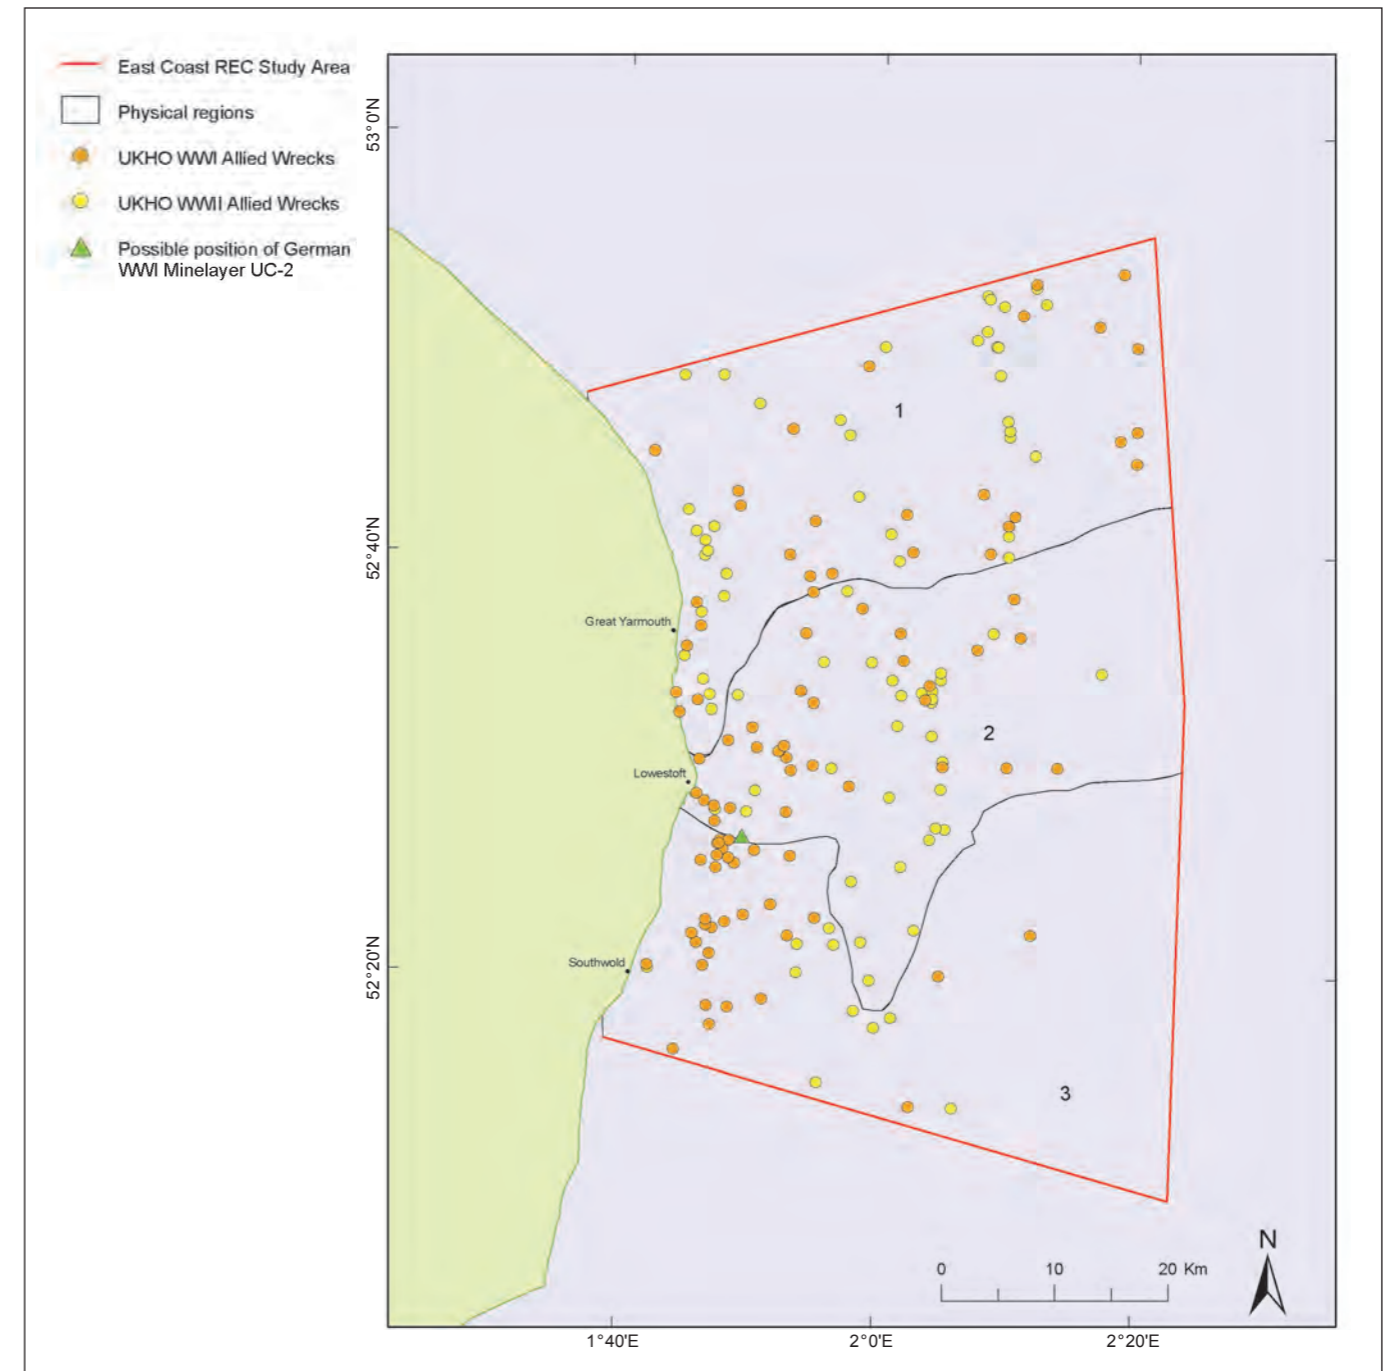 East Coast REC Study Area
Physical regions
UKHO WWI Allied Wrecks
UKHO WWII Allied Wrecks
Possible position of German
WWI Minelayer UC-2
53°0'N
52°40'N
52°20'N
1
Great Yarmouth
2
Lowestoft
Southwold
3
N
0 10 20 Km
1°40'E 2°0'E 2°20'E